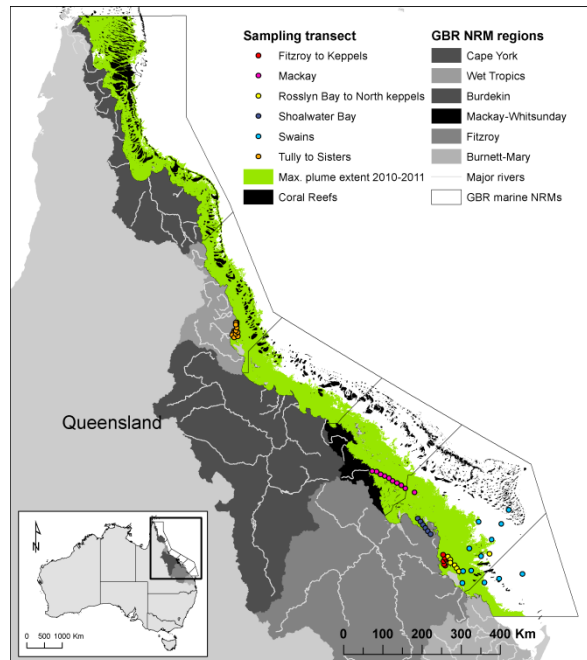 Sampling transect
Fitzroy to Keppels
Mackay
Rosslyn Bay to North keppels
Shoalwater Bay
Swains
Tully to Sisters
Max. plume extent 2010-2011
Coral Reefs
GBR NRM regions
Cape York
Wet Tropics
Burdekin
Mackay-Whitsunday
Fitzroy
Burnett-Mary
Major rivers
GBR marine NRMs
Queensland
N
0 500 1000 Km
0 100 200 300 400 Km